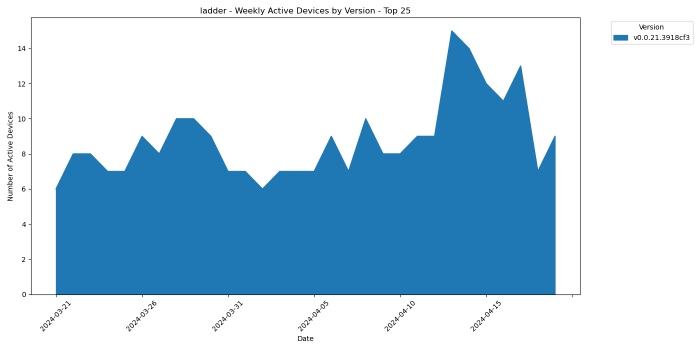 ladder - Weekly Active Devices by Version - Top 25
Number of Active Devices
14
12
10
8
6
4
2
0
2024-03-21
2024-03-26
2024-03-31
2024-04-05
2024-04-10
2024-04-15
Date
Version
v0.0.21.3918cf3